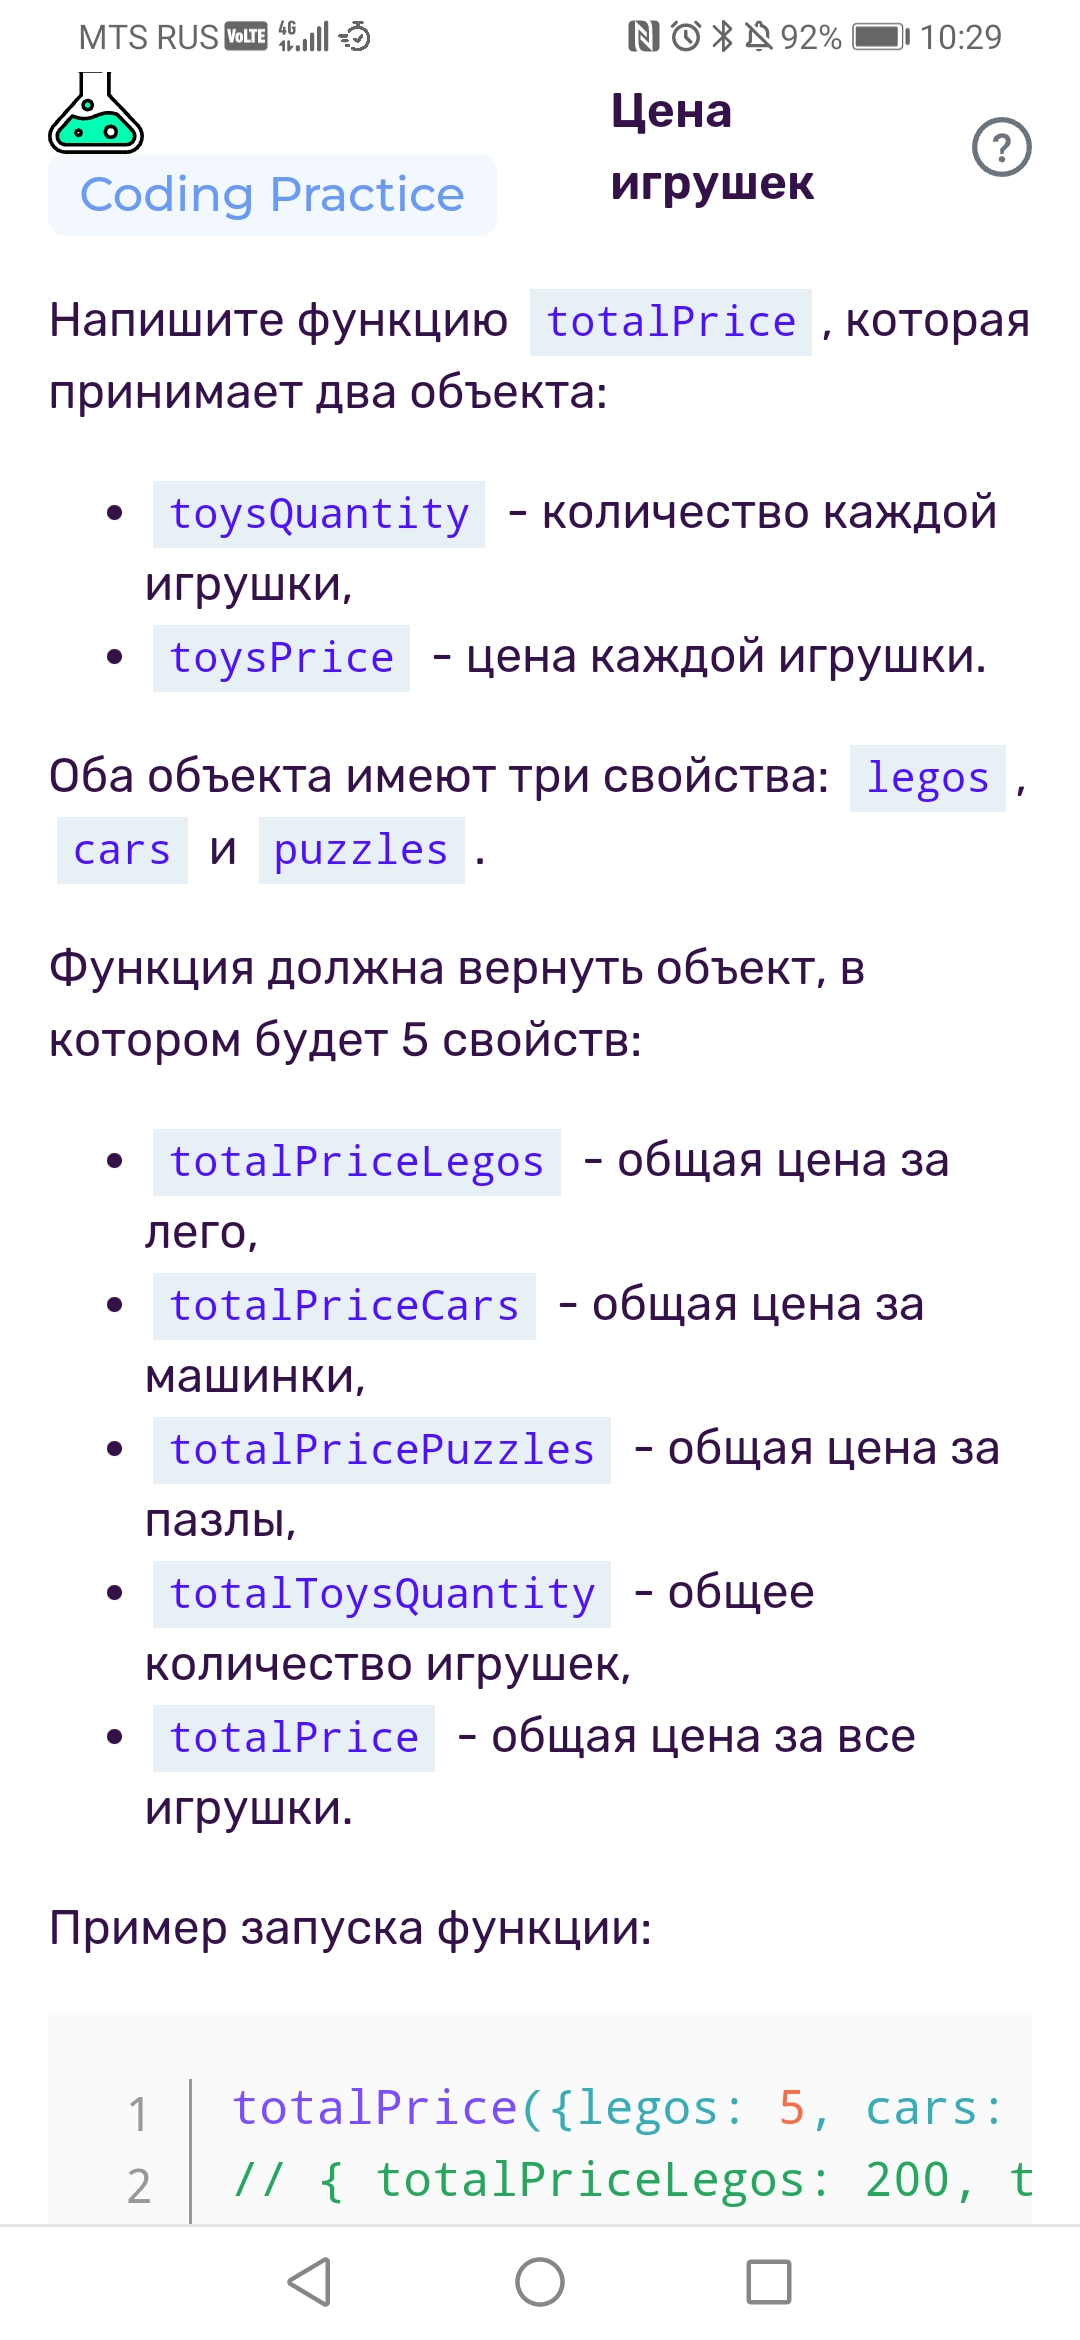 MTS RUS VoLTE 4G 92% 10:29
Цена
игрушек
?
Coding Practice
Напишите функцию totalPrice , которая
принимает два объекта:
• toysQuantity - количество каждой
игрушки,
• toysPrice - цена каждой игрушки.
Оба объекта имеют три свойства: legos ,
cars и puzzles .
Функция должна вернуть объект, в
котором будет 5 свойств:
• totalPriceLegos - общая цена за
лего,
• totalPriceCars - общая цена за
машинки,
• totalPricePuzzles - общая цена за
пазлы,
• totalToysQuantity - общее
количество игрушек,
• totalPrice - общая цена за все
игрушки.
Пример запуска функции:
1 totalPrice({legos: 5, cars:
2 // { totalPriceLegos: 200, t